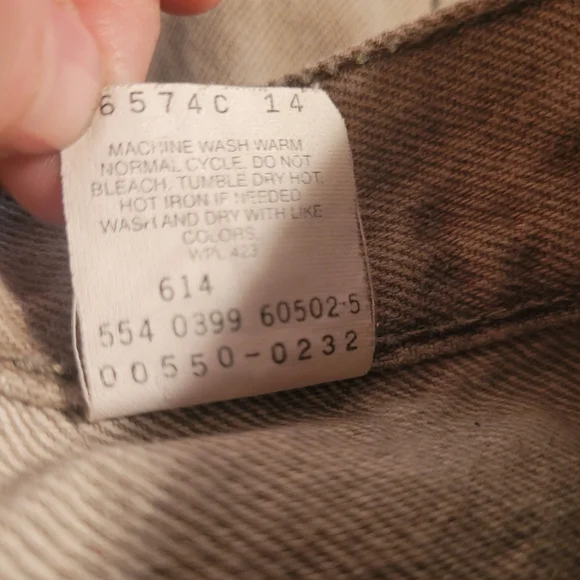 6574C 14
MACHINE WASH WARM
NORMAL CYCLE. DO NOT
BLEACH. TUMBLE DRY HOT.
HOT IRON IF NEEDED
WASH AND DRY WITH LIKE
COLORS.
WPL 423
614
554 0399 60502-5
00550-0232